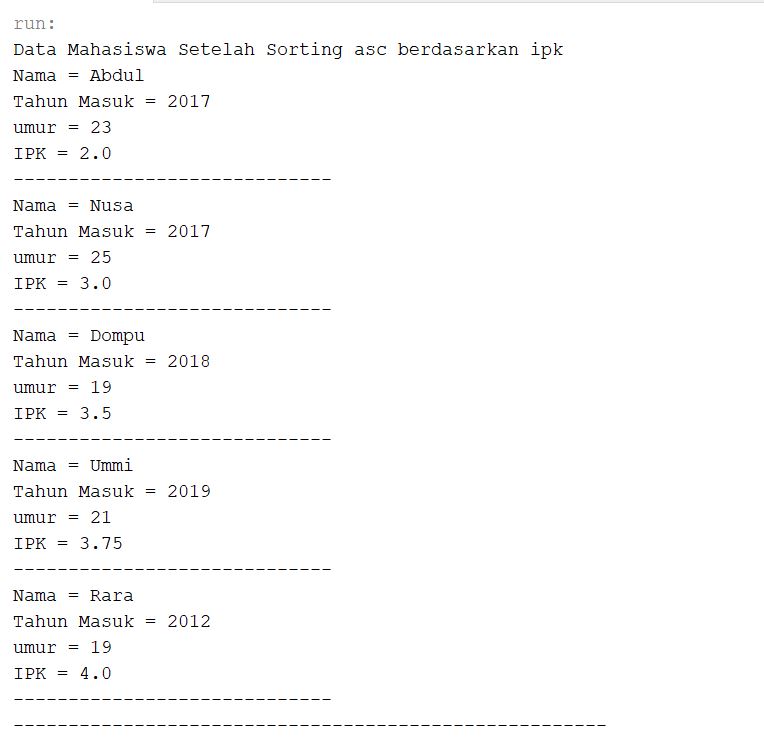 run:
Data Mahasiswa Setelah Sorting asc berdasarkan ipk
Nama = Abdul
Tahun Masuk = 2017
umur = 23
IPK = 2.0
-----------------------------
Nama = Nusa
Tahun Masuk = 2017
umur = 25
IPK = 3.0
-----------------------------
Nama = Dompu
Tahun Masuk = 2018
umur = 19
IPK = 3.5
-----------------------------
Nama = Ummi
Tahun Masuk = 2019
umur = 21
IPK = 3.75
-----------------------------
Nama = Rara
Tahun Masuk = 2012
umur = 19
IPK = 4.0
-----------------------------
------------------------------------------------------